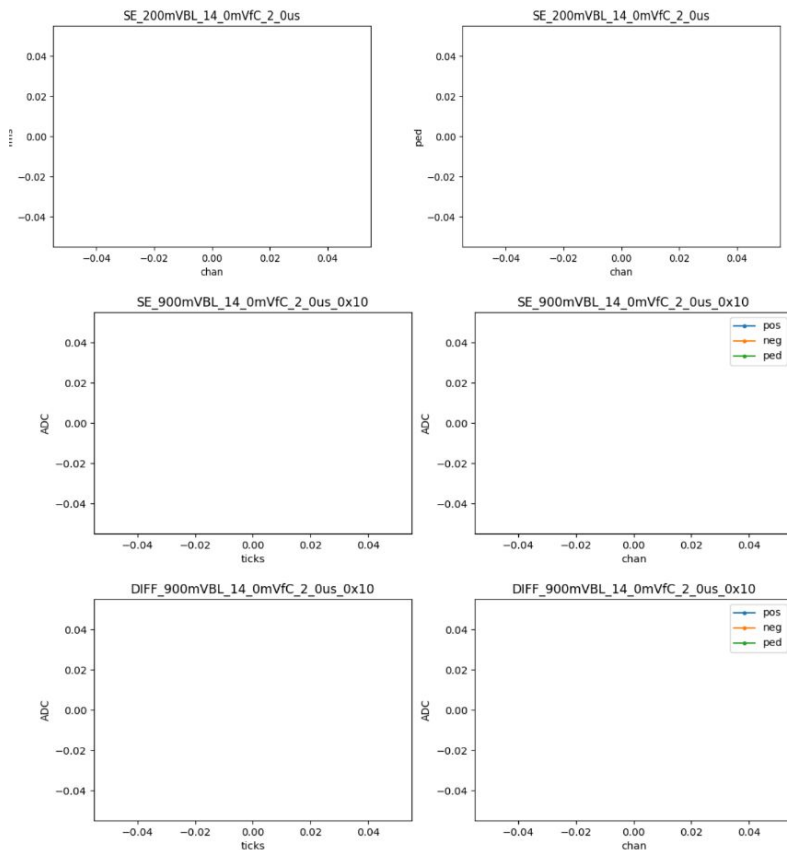 SE_200mVBL_14_0mVfC_2_0us
0.04
0.02
0.00
−0.02
−0.04
−0.04 −0.02 0.00 0.02 0.04
chan
SE_200mVBL_14_0mVfC_2_0us
ped
0.04
0.02
0.00
−0.02
−0.04
−0.04 −0.02 0.00 0.02 0.04
chan
SE_900mVBL_14_0mVfC_2_0us_0x10
ADC
0.04
0.02
0.00
−0.02
−0.04
−0.04 −0.02 0.00 0.02 0.04
ticks
SE_900mVBL_14_0mVfC_2_0us_0x10
pos
neg
ped
ADC
0.04
0.02
0.00
−0.02
−0.04
−0.04 −0.02 0.00 0.02 0.04
chan
DIFF_900mVBL_14_0mVfC_2_0us_0x10
ADC
0.04
0.02
0.00
−0.02
−0.04
−0.04 −0.02 0.00 0.02 0.04
ticks
DIFF_900mVBL_14_0mVfC_2_0us_0x10
pos
neg
ped
ADC
0.04
0.02
0.00
−0.02
−0.04
−0.04 −0.02 0.00 0.02 0.04
chan